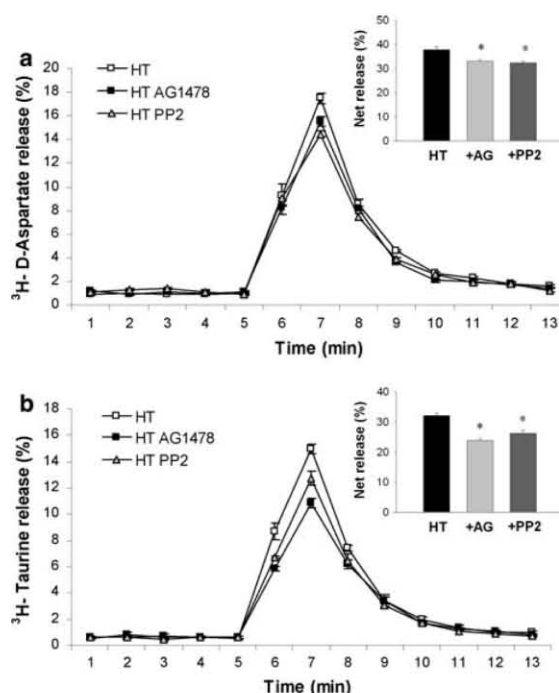 a
HT
HT AG1478
HT PP2
³H- D-Aspartate release (%)
20
18
16
14
12
10
8
6
4
2
0
1 2 3 4 5 6 7 8 9 10 11 12 13
Time (min)
Net release (%)
50
40
30
20
10
0
* *
HT +AG +PP2
b
HT
HT AG1478
HT PP2
³H-Taurine release (%)
18
16
14
12
10
8
6
4
2
0
1 2 3 4 5 6 7 8 9 10 11 12 13
Time (min)
Net release (%)
40
30
20
10
0
* *
HT +AG +PP2